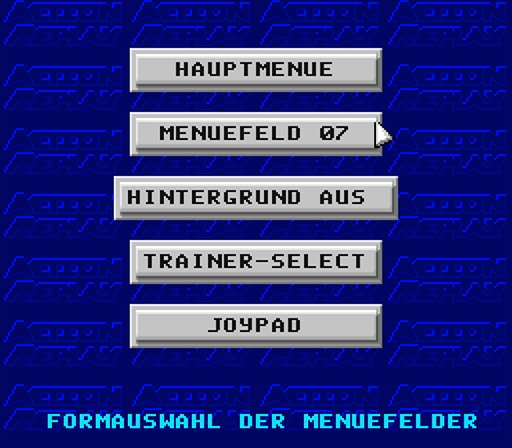 HAUPTMENUE
MENUEFELD 07
HINTERGRUND AUS
TRAINER-SELECT
JOYPAD
FORMAUSWAHL DER MENUEFELDER